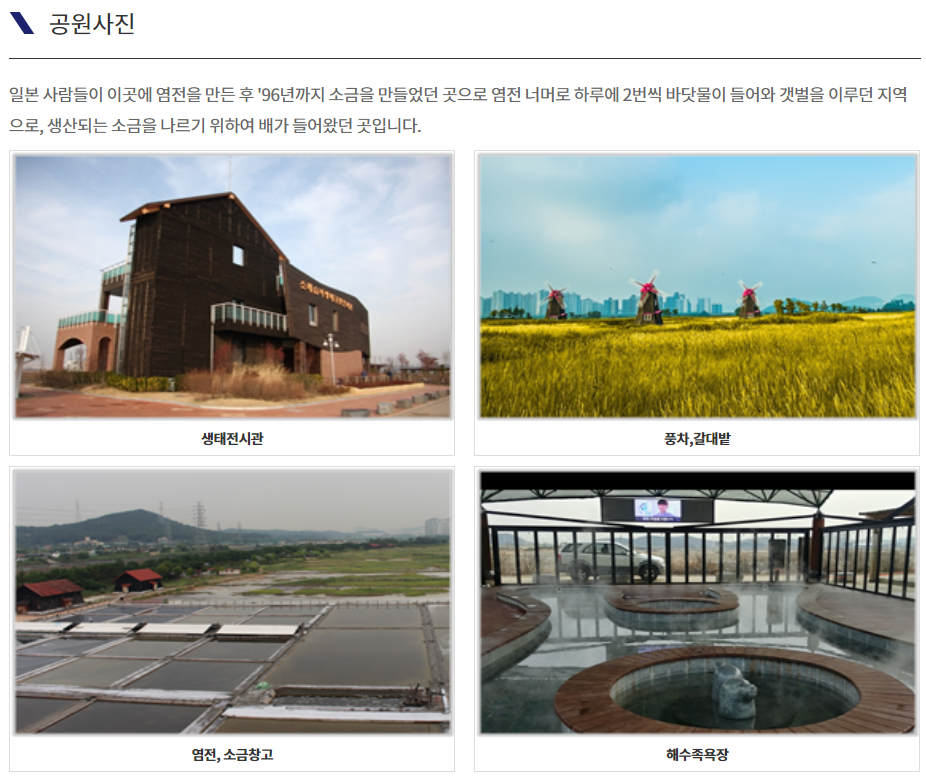 공원사진
일본 사람들이 이곳에 염전을 만든 후 '96년까지 소금을 만들었던 곳으로 염전 너머로 하루에 2번씩 바닷물이 들어와 갯벌을 이루던 지역
으로, 생산되는 소금을 나르기 위하여 배가 들어왔던 곳입니다.
생태전시관
풍차,갈대밭
염전, 소금창고
해수족욕장